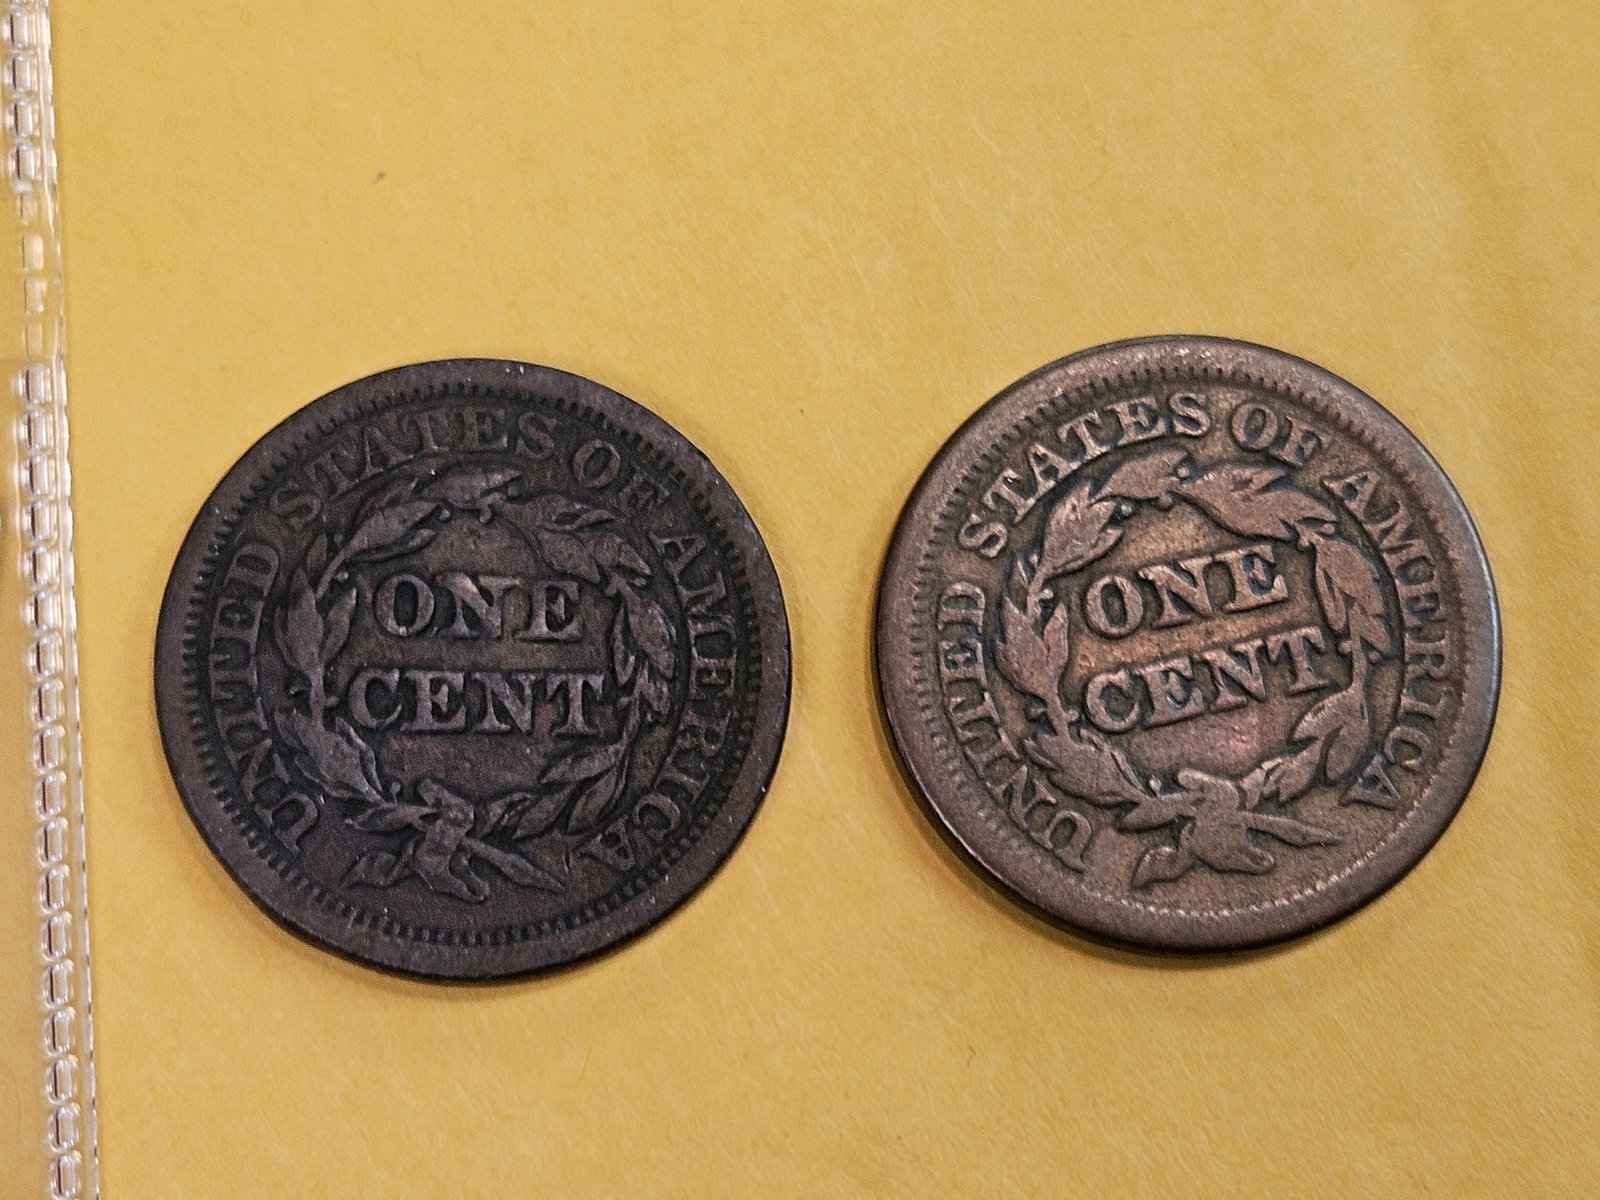 UNITED STATES OF AMERICA
ONE
CENT
UNITED STATES OF AMERICA
ONE
CENT